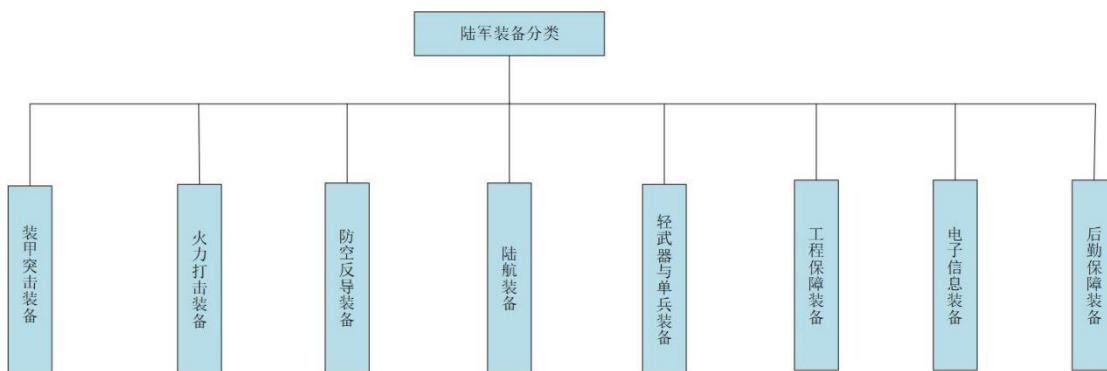 陆军装备分类
装甲突击装备
火力打击装备
防空反导装备
陆航装备
轻武器与单兵装备
工程保障装备
电子信息装备
后勤保障装备